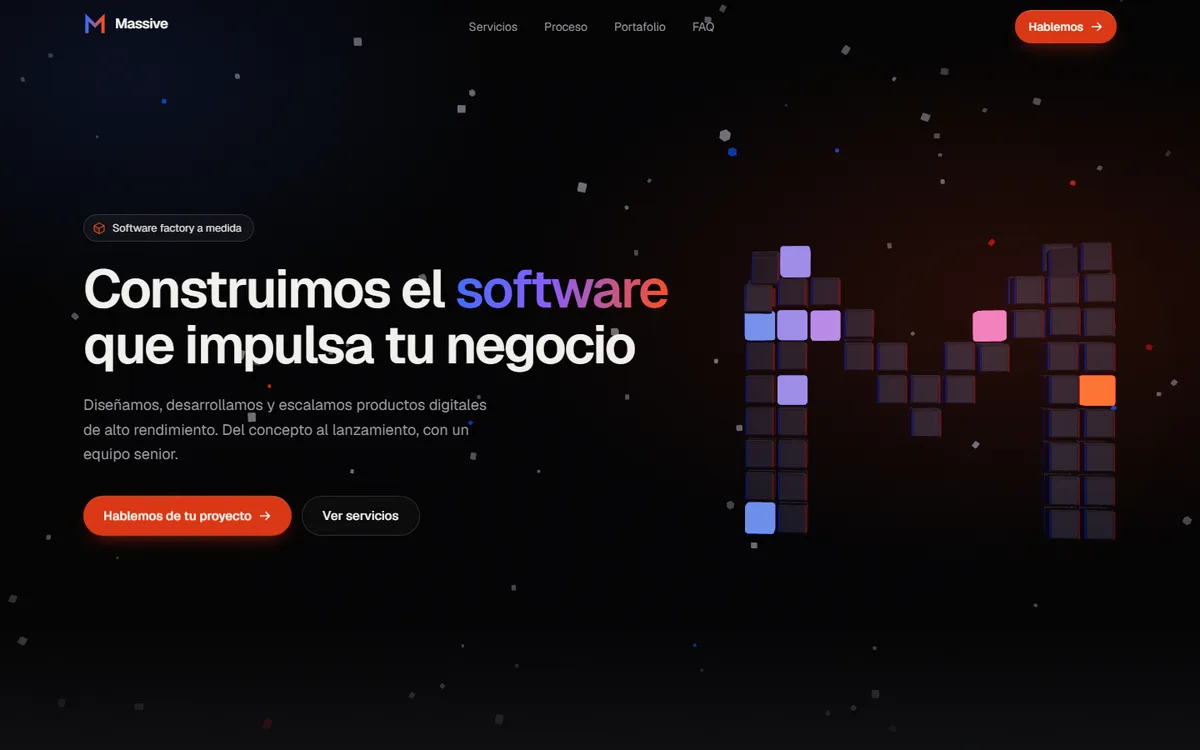 Massive
Servicios
Proceso
Portafolio
FAQ
Hablemos
Software factory a medida
Construimos el software
que impulsa tu negocio
Diseñamos, desarrollamos y escalamos productos digitales
de alto rendimiento. Del concepto al lanzamiento, con un
equipo senior.
Hablemos de tu proyecto
Ver servicios